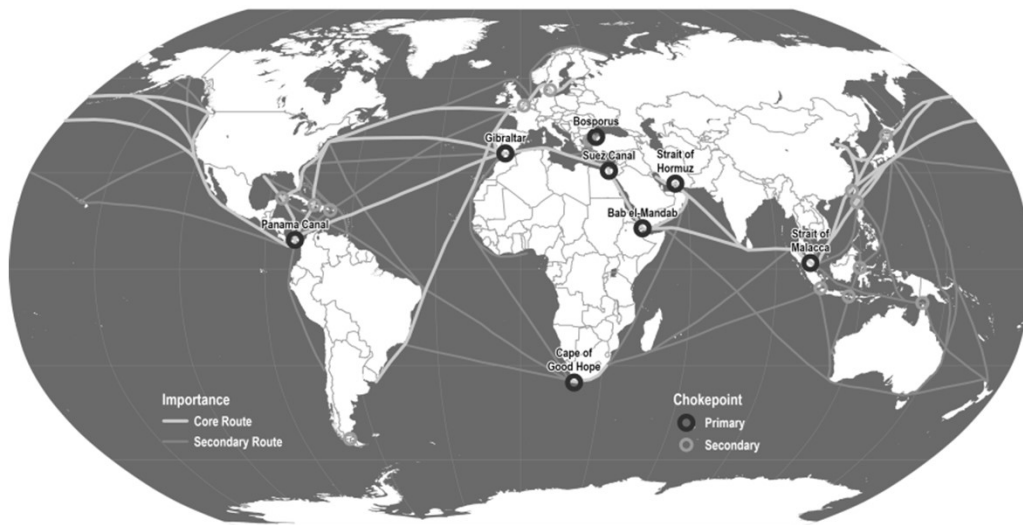 Bosporus
Gibraltar
Suez Canal
Strait of
Hormuz
Bab el-Mandab
Panama Canal
Strait of
Malacca
Cape of
Good Hope
Importance
Core Route
Secondary Route
Chokepoint
Primary
Secondary